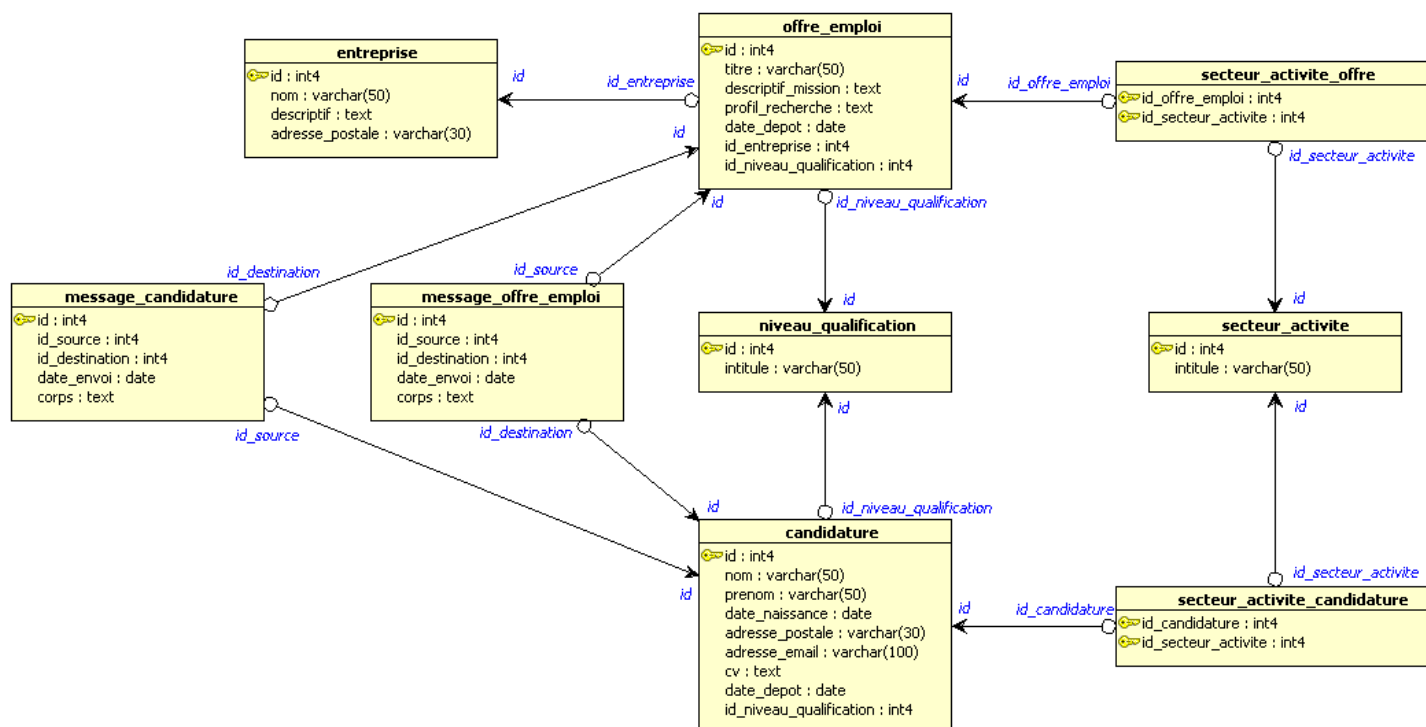 entreprise
id : int4
nom : varchar(50)
descriptif : text
adresse_postale : varchar(30)
id
id_entreprise
offre_emploi
id : int4
titre : varchar(50)
descriptif_mission : text
profil_recherche : text
date_depot : date
id_entreprise : int4
id_niveau_qualification : int4
id
id_offre_emploi
secteur_activite_offre
id_offre_emploi : int4
id_secteur_activite : int4
id
id
id_niveau_qualification
id_secteur_activite
id_destination
id_source
id
id
message_candidature
id : int4
id_source : int4
id_destination : int4
date_envoi : date
corps : text
message_offre_emploi
id : int4
id_source : int4
id_destination : int4
date_envoi : date
corps : text
niveau_qualification
id : int4
intitule : varchar(50)
secteur_activite
id : int4
intitule : varchar(50)
id_source
id_destination
id
id
id
id_niveau_qualification
id
candidature
id : int4
nom : varchar(50)
prenom : varchar(50)
date_naissance : date
adresse_postale : varchar(30)
adresse_email : varchar(100)
cv : text
date_depot : date
id_niveau_qualification : int4
id
id_candidature
id_secteur_activite
secteur_activite_candidature
id_candidature : int4
id_secteur_activite : int4